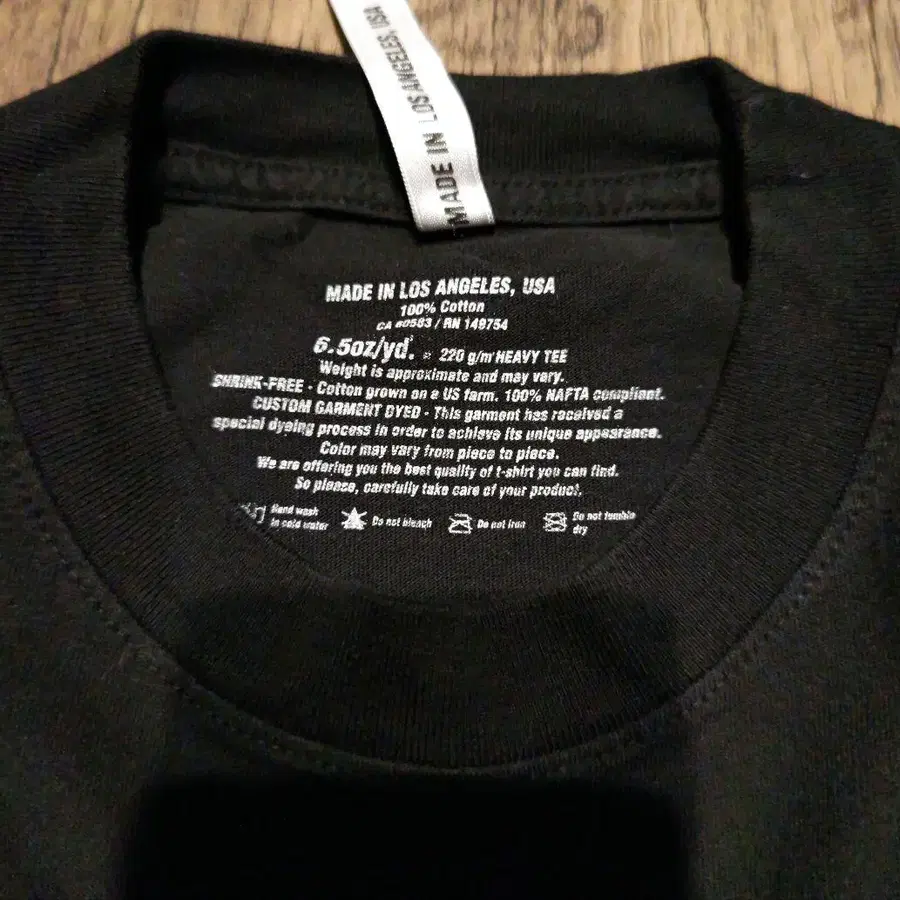 MADE IN LOS ANGELES, USA
MADE IN LOS ANGELES, USA
100% Cotton
CA 60583 / RN 149754
6.5oz/yd. = 220 g/m HEAVY TEE
Weight is approximate and may vary.
SHRINK-FREE - Cotton grown on a US farm. 100% NAFTA compliant.
CUSTOM GARMENT DYED - This garment has received a
special dyeing process in order to achieve its unique appearance.
Color may vary from piece to piece.
We are offering you the best quality of t-shirt you can find.
So please, carefully take care of your product.
Hand wash
in cold water
Do not bleach
Do not iron
Do not tumble
dry